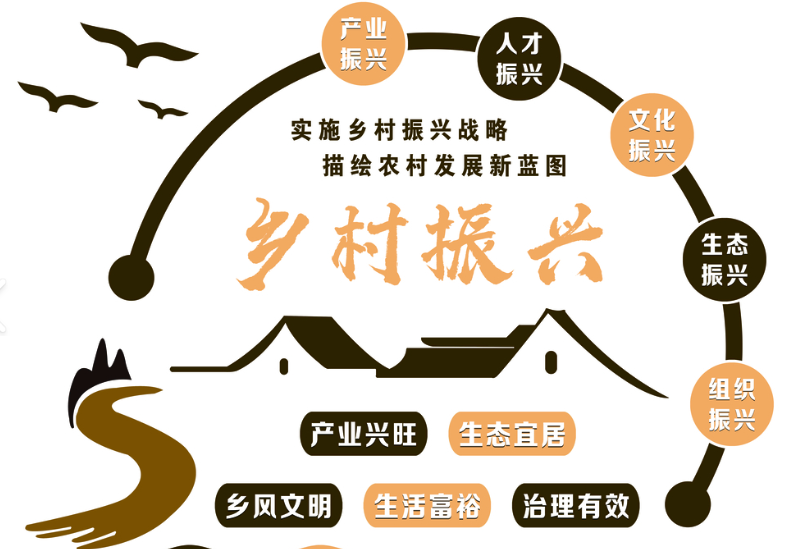 产业
振兴
人才
振兴
文化
振兴
生态
振兴
组织
振兴
实施乡村振兴战略
描绘农村发展新蓝图
乡村振兴
产业兴旺
生态宜居
乡风文明
生活富裕
治理有效